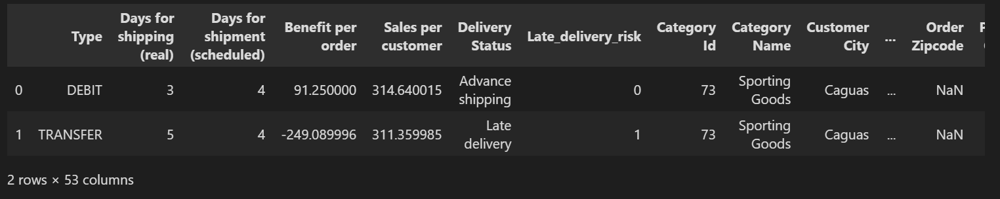 Type Days for shipping (real) Days for shipment (scheduled) Benefit per order Sales per customer Delivery Status Late_delivery_risk Category Id Category Name Customer City ... Order Zipcode
0 DEBIT 3 4 91.250000 314.640015 Advance shipping 0 73 Sporting Goods Caguas ... NaN
1 TRANSFER 5 4 -249.089996 311.359985 Late delivery 1 73 Sporting Goods Caguas ... NaN
2 rows × 53 columns